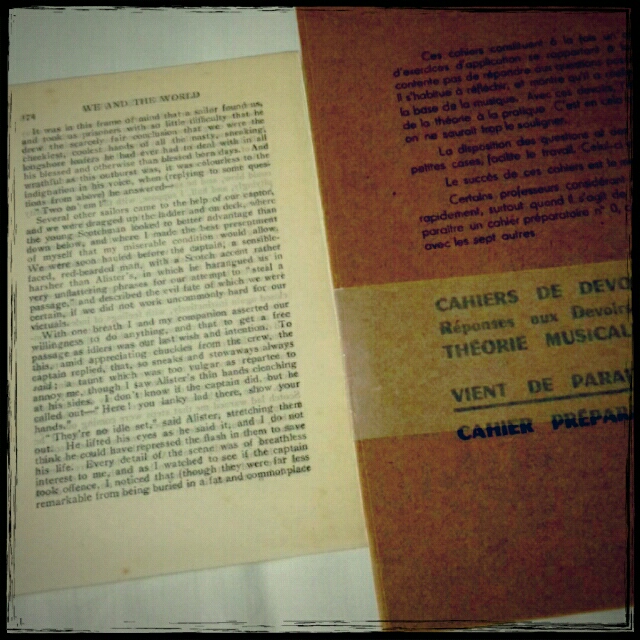 174
WE AND THE WORLD
It was in this frame of mind that a sailor found us,
and took us prisoners with so little difficulty that he
drew the scarcely fair conclusion that we were the
cheekiest, coolest hands of all the nasty, sneaking,
longshore loafers he had ever had to deal with in all
his blessed and otherwise than blessed born days. And
wrathful as this outburst was, it was colourless to the
indignation in his voice, when (replying to some ques-
tions from above) he answered—
"Two on 'em!"
Several other sailors came to the help of our captor,
and we were dragged up the ladder and on deck, where
the young Scotchman looked to better advantage than
down below, and where I made the best presentment
of myself that my miserable condition would allow.
We were soon hauled before the captain, a sensible-
faced, red-bearded man, with a Scotch accent rather
harsher than Alister's, in which he harangued us in
very unflattering phrases for our attempt to "steal a
passage," and described the evil fate of which we were
certain, if we did not work uncommonly hard for our
victuals.
With one breath I and my companion asserted our
willingness to do anything, and that to get a free
passage as idlers was our last wish and intention. To
this, amid appreciating chuckles from the crew, the
captain replied, that, so sneaks and stowaways always
said; a taunt which was too vulgar as repartee to
annoy me, though I saw Alister's thin hands clenching
at his sides. I don't know if the captain did, but he
called out—"Here! you lanky lad there, show your
hands."
"They're no idle set," said Alister, stretching them
out. He lifted his eyes as he said it, and I do not
think he could have repressed the flash in them to save
his life. Every detail of the scene was of breathless
interest to me, and as I watched to see if the captain
took offence, I noticed that (though they were far less
remarkable from being buried in a fat and commonplace
Ces cahiers constituent à la fois un
d'exercices d'application se rapportant à
contente pas de répondre
il s'habitue à réfléchir, et montre qu'il a
la base de la musique. Avec ces devoirs,
de la théorie à la pratique. C'est en
on ne saurait trop le souligner.
La disposition des questions
petites cases, facilite le travail. Celui-ci
Le succès de ces cahiers est la
Certains professeurs considérant
rapidement, surtout quand il s'agit
paraître un cahier préparatoire n° 0,
avec les sept autres.
CAHIERS DE DEVO
Réponses aux Devoirs
THÉORIE MUSICAL
VIENT DE PARA
CAHIER PRÉPAR